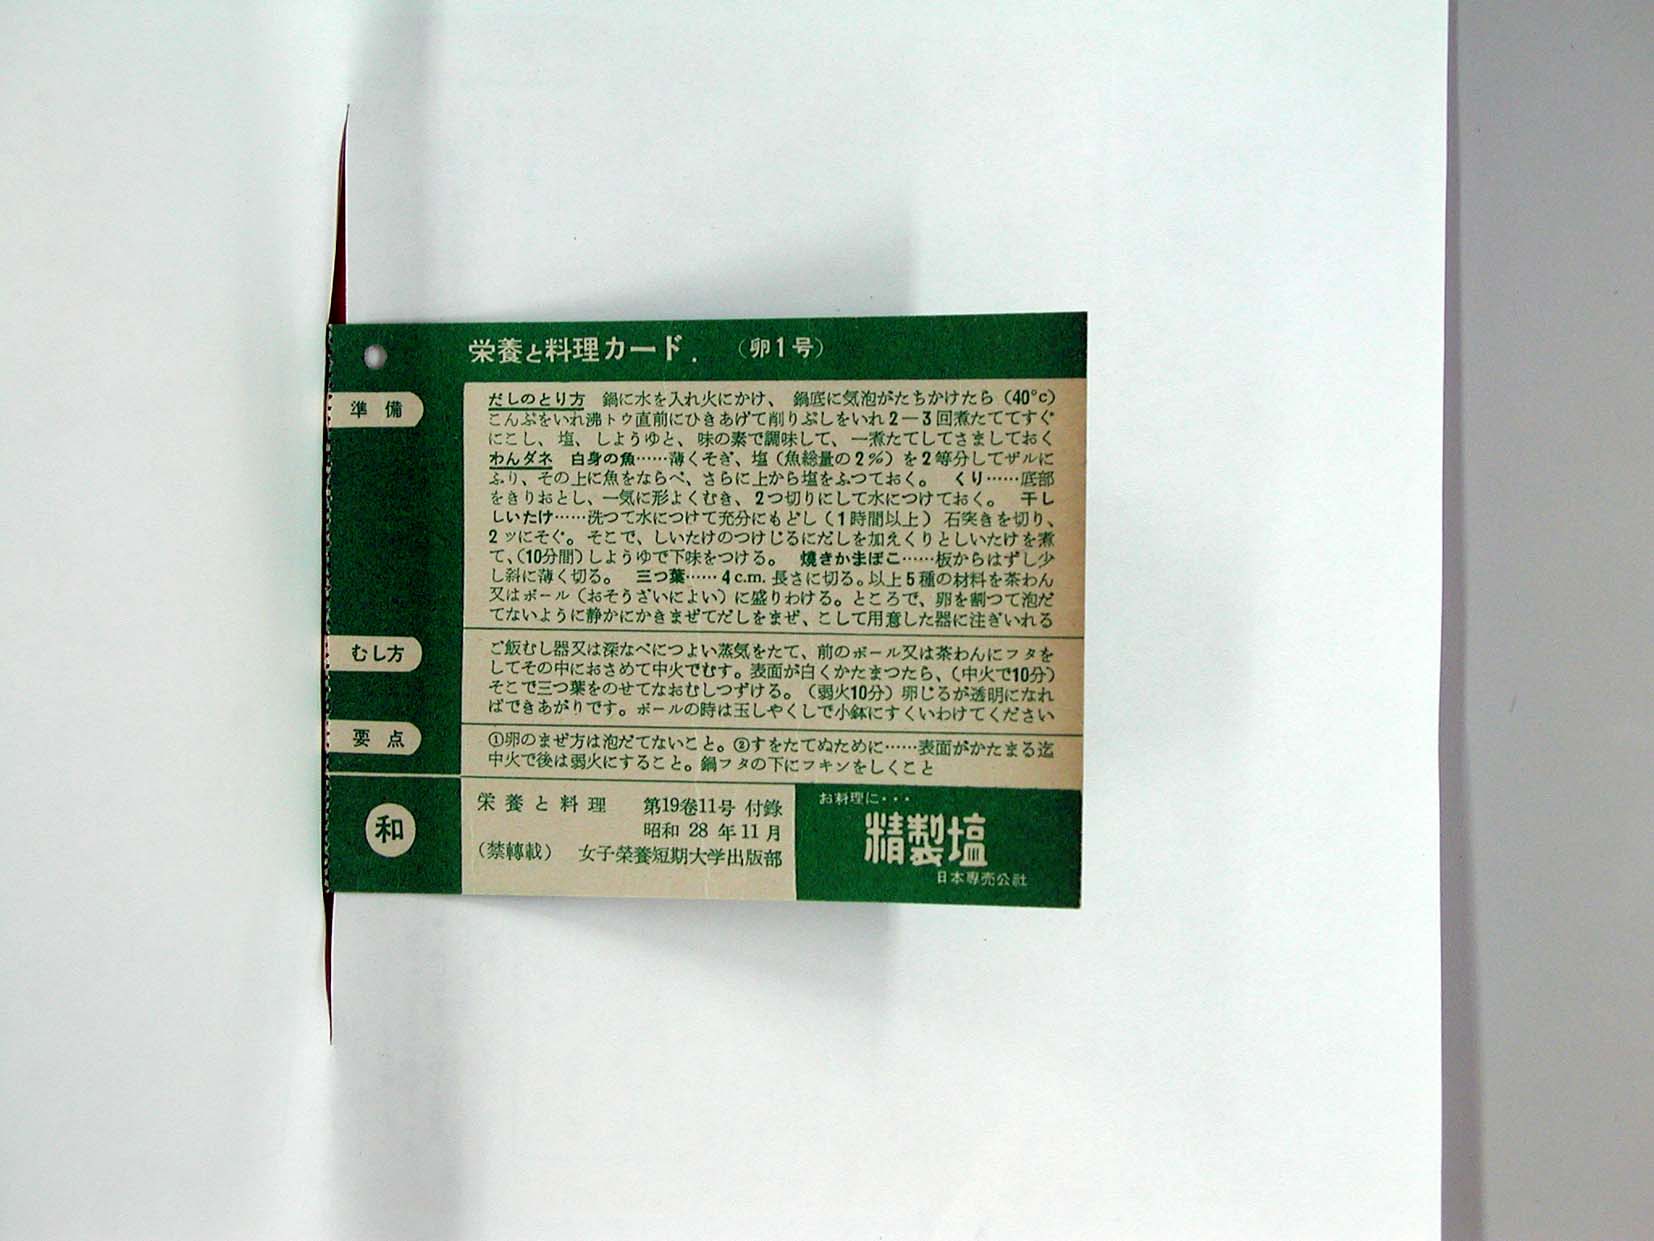 栄養と料理カード. （卵1号）
準備
だしのとり方　鍋に水を入れ火にかけ、鍋底に気泡がたちかけたら（40°c）
こんぶをいれ沸トウ直前にひきあげて削りぶしをいれ2―3回煮たててすぐ
にこし、塩、しようゆと、味の素で調味して、一煮たてしてさましておく
わんダネ　白身の魚……薄くそぎ、塩（魚総量の2％）を2等分してザルに
ふり、その上に魚をならべ、さらに上から塩をふつておく。　くり……底部
をきりおとし、一気に形よくむき、2つ切りにして水につけておく。　干し
しいたけ……洗つて水につけて充分にもどし（1時間以上）石突きを切り、
2ッにそぐ。そこで、しいたけのつけじるにだしを加えくりとしいたけを煮
て、（10分間）しようゆで下味をつける。　焼きかまぼこ……板からはずし少
し斜に薄く切る。　三つ葉……4c.m.長さに切る。以上5種の材料を茶わん
又はボール（おそうざいによい）に盛りわける。ところで、卵を割つて泡だ
てないように静かにかきまぜてだしをまぜ、こして用意した器に注ぎいれる
むし方
ご飯むし器又は深なべにつよい蒸気をたて、前のボール又は茶わんにフタを
してその中におさめて中火でむす。表面が白くかたまつたら、（中火で10分）
そこで三つ葉をのせてなおむしつずける。（弱火10分）卵じるが透明になれ
ばできあがりです。ボールの時は玉しやくしで小鉢にすくいわけてください
要点
①卵のまぜ方は泡だてないこと。②すをたてぬために……表面がかたまる迄
中火で後は弱火にすること。鍋フタの下にフキンをしくこと
和
栄養と料理　第19巻11号 付錄
昭和 28 年11月
（禁轉載）　女子榮養短期大学出版部
お料理に・・・
精製塩
日本専売公社